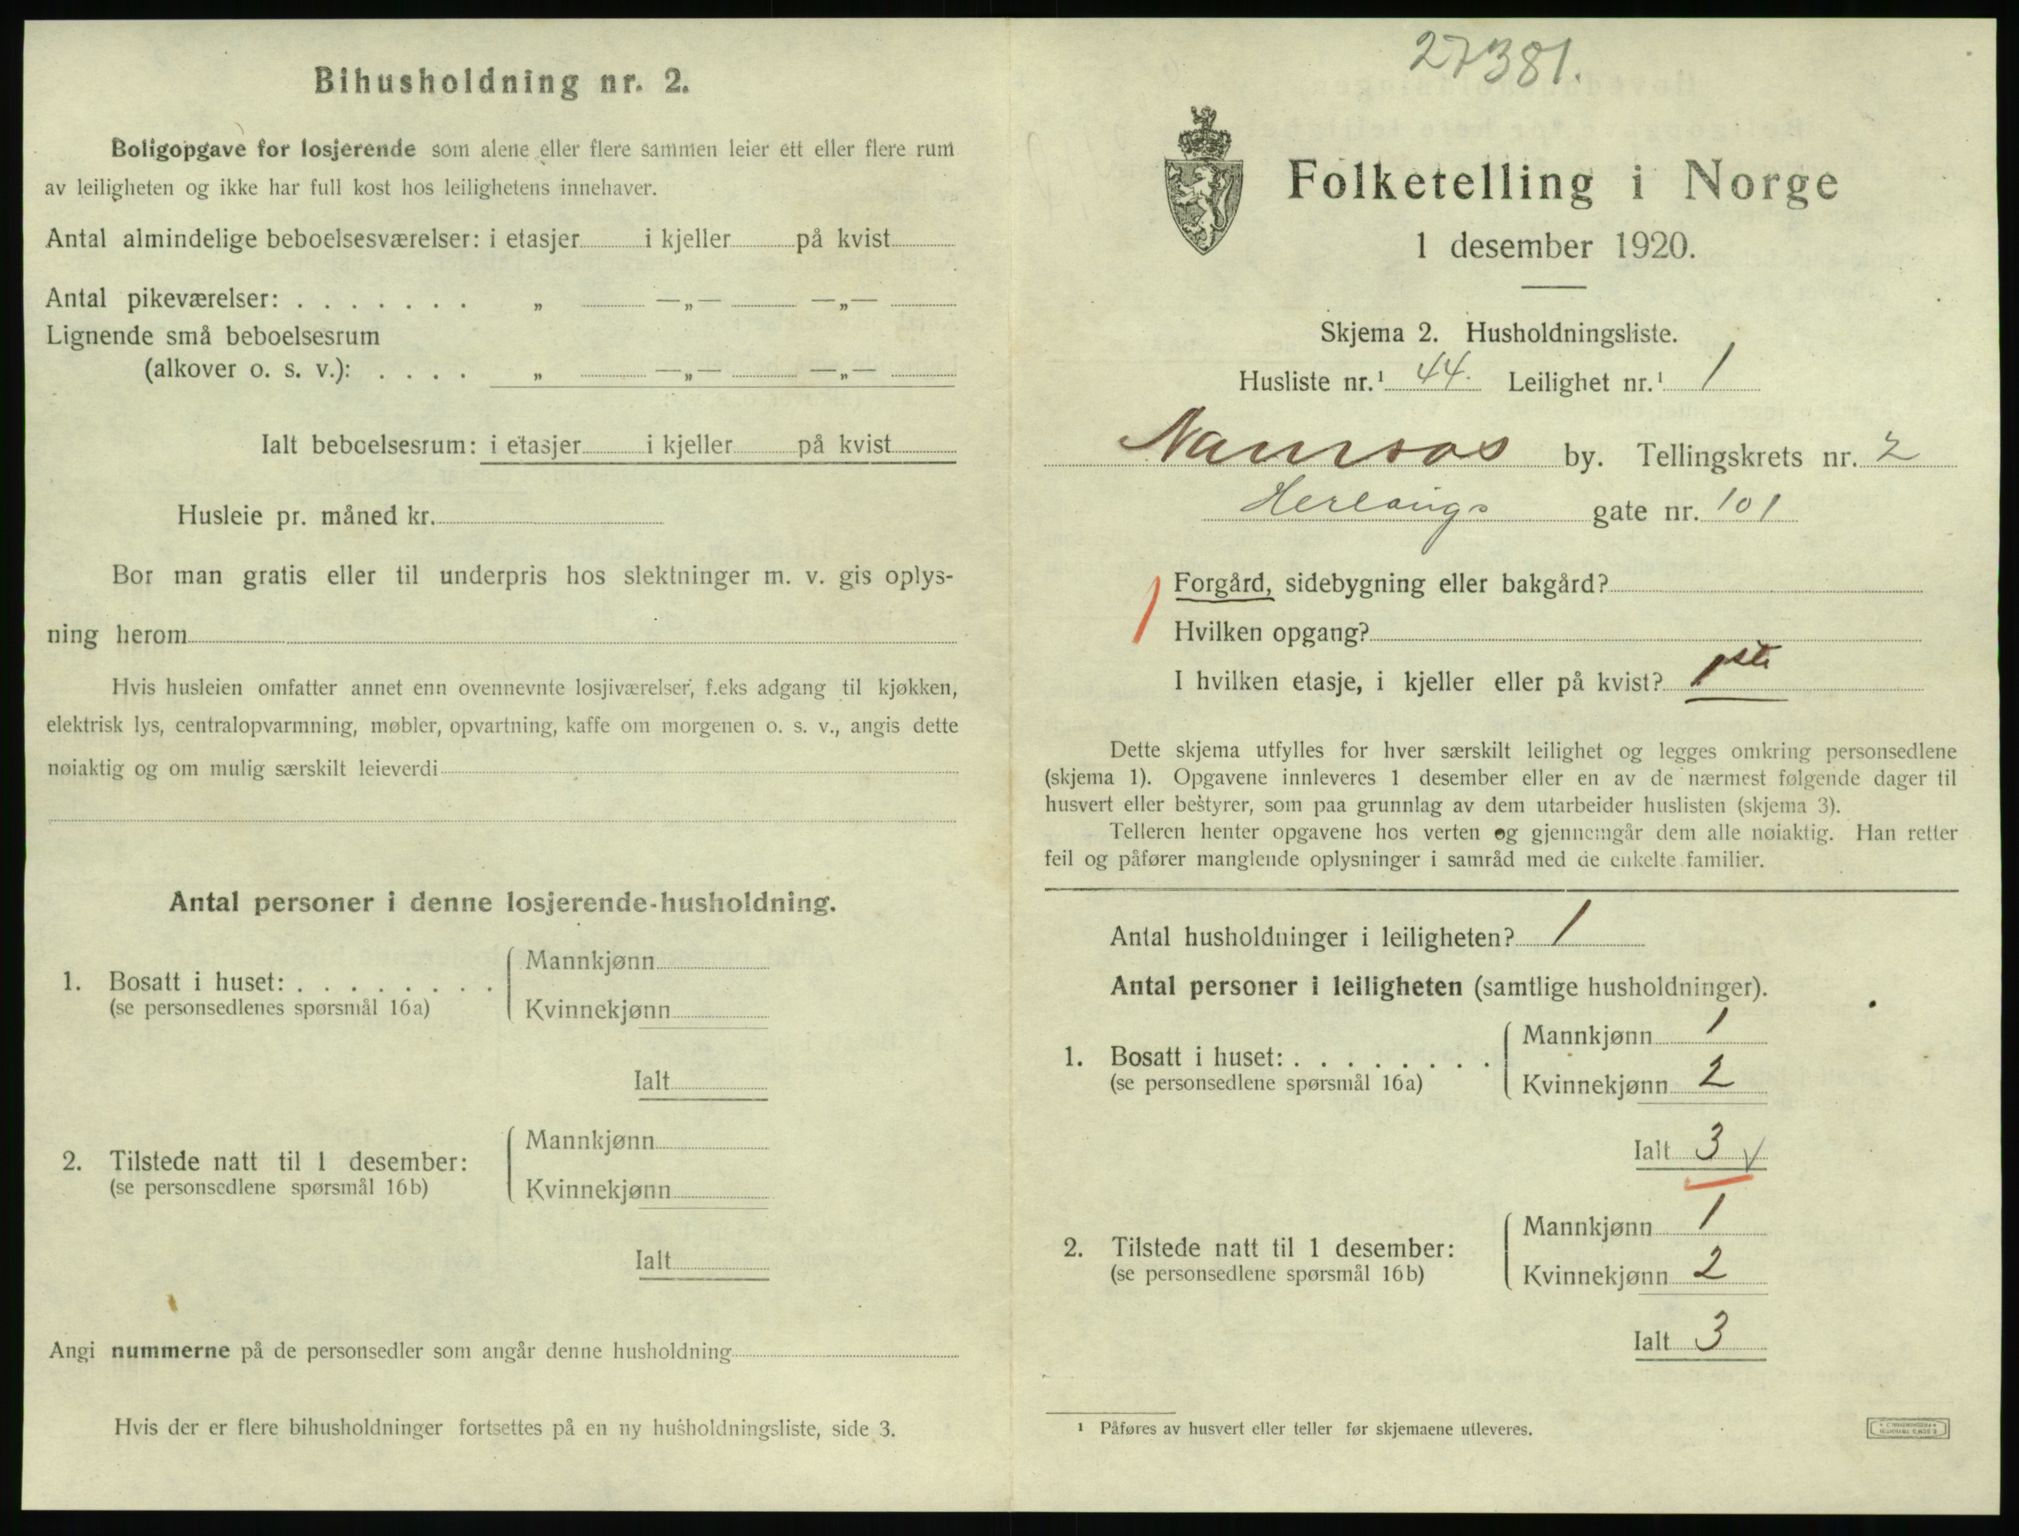 Bihusholdning nr. 2.
Boligopgave for losjerende som alene eller flere sammen leier ett eller flere rum
av leiligheten og ikke har full kost hos leilighetens innehaver.
Antal almindelige beboelsesværelser: i etasjer i kjeller på kvist
Antal pikeværelser: . . . . . . . „ —„— —„—
Lignende små beboelsesrum
(alkover o. s. v.): . . . . „ —„— —„—
Ialt beboelsesrum: i etasjer i kjeller på kvist
Husleie pr. måned kr.
Bor man gratis eller til underpris hos slektninger m. v. gis oplys-
ning herom
Hvis husleien omfatter annet enn ovennevnte losjiværelser, f.eks adgang til kjøkken,
elektrisk lys, centralopvarmning, møbler, opvartning, kaffe om morgenen o. s. v., angis dette
nøiaktig og om mulig særskilt leieverdi
Antal personer i denne losjerende-husholdning.
1. Bosatt i huset: . . . . . . . .
(se personsedlenes spørsmål 16a)
Mannkjønn
Kvinnekjønn
Ialt
2. Tilstede natt til 1 desember:
(se personsedlene spørsmål 16b)
Mannkjønn
Kvinnekjønn
Ialt
Angi nummerne på de personsedler som angår denne husholdning
Hvis der er flere bihusholdninger fortsettes på en ny husholdningsliste, side 3.
27381.
Folketelling i Norge
1 desember 1920.
Skjema 2. Husholdningsliste.
Husliste nr.¹ 44. Leilighet nr.¹ 1
Namsos by. Tellingskrets nr. 2
Herlaugs gate nr. 101
Forgård, sidebygning eller bakgård?
Hvilken opgang?
I hvilken etasje, i kjeller eller på kvist? 1ste
Dette skjema utfylles for hver særskilt leilighet og legges omkring personsedlene
(skjema 1). Opgavene innleveres 1 desember eller en av de nærmest følgende dager til
husvert eller bestyrer, som paa grunnlag av dem utarbeider huslisten (skjema 3).
Telleren henter opgavene hos verten og gjennemgår dem alle nøiaktig. Han retter
feil og påfører manglende oplysninger i samråd med de enkelte familier.
Antal husholdninger i leiligheten? 1
Antal personer i leiligheten (samtlige husholdninger).
1. Bosatt i huset: . . . . . . . .
(se personsedlene spørsmål 16a)
Mannkjønn 1
Kvinnekjønn 2
Ialt 3 √
2. Tilstede natt til 1 desember:
(se personsedlene spørsmål 16b)
Mannkjønn 1
Kvinnekjønn 2
Ialt 3
¹ Påføres av husvert eller teller før skjemaene utleveres.